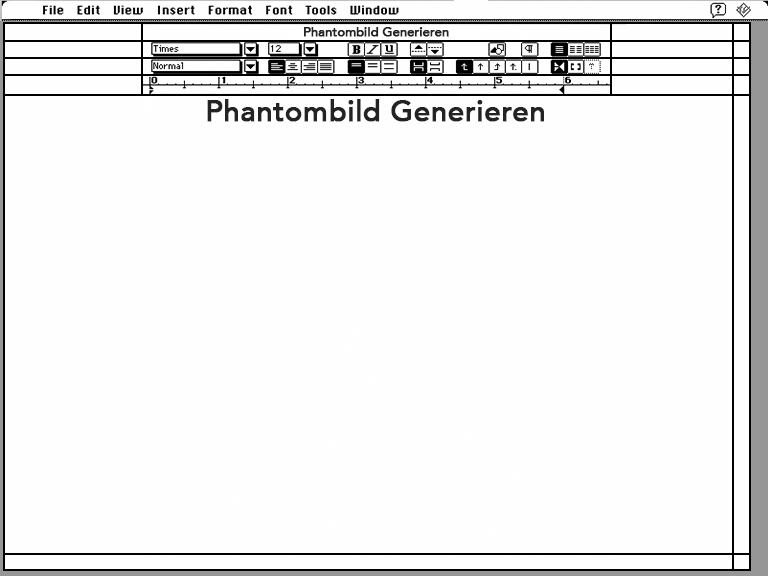 File Edit View Insert Format Font Tools Window
Phantombild Generieren
Times 12 B I U ¶
Normal
0 1 2 3 4 5 6
Phantombild Generieren